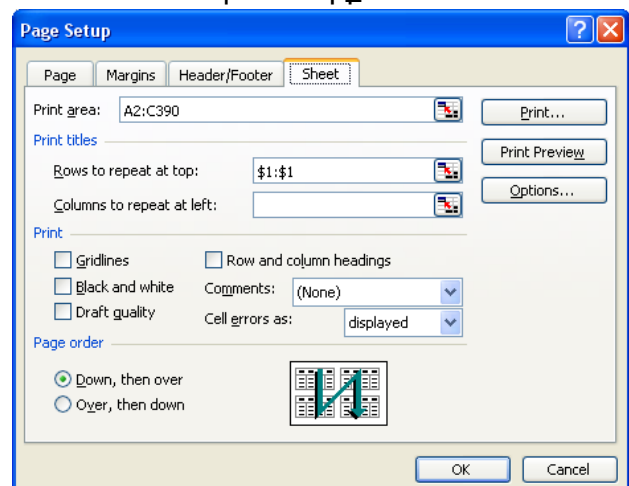 Page Setup
Page Margins Header/Footer Sheet
Print area: A2:C390 Print...
Print titles
Print Preview
Rows to repeat at top: $1:$1
Options...
Columns to repeat at left:
Print
Gridlines Row and column headings
Black and white Comments: (None)
Draft quality Cell errors as: displayed
Page order
Down, then over
Over, then down
OK Cancel